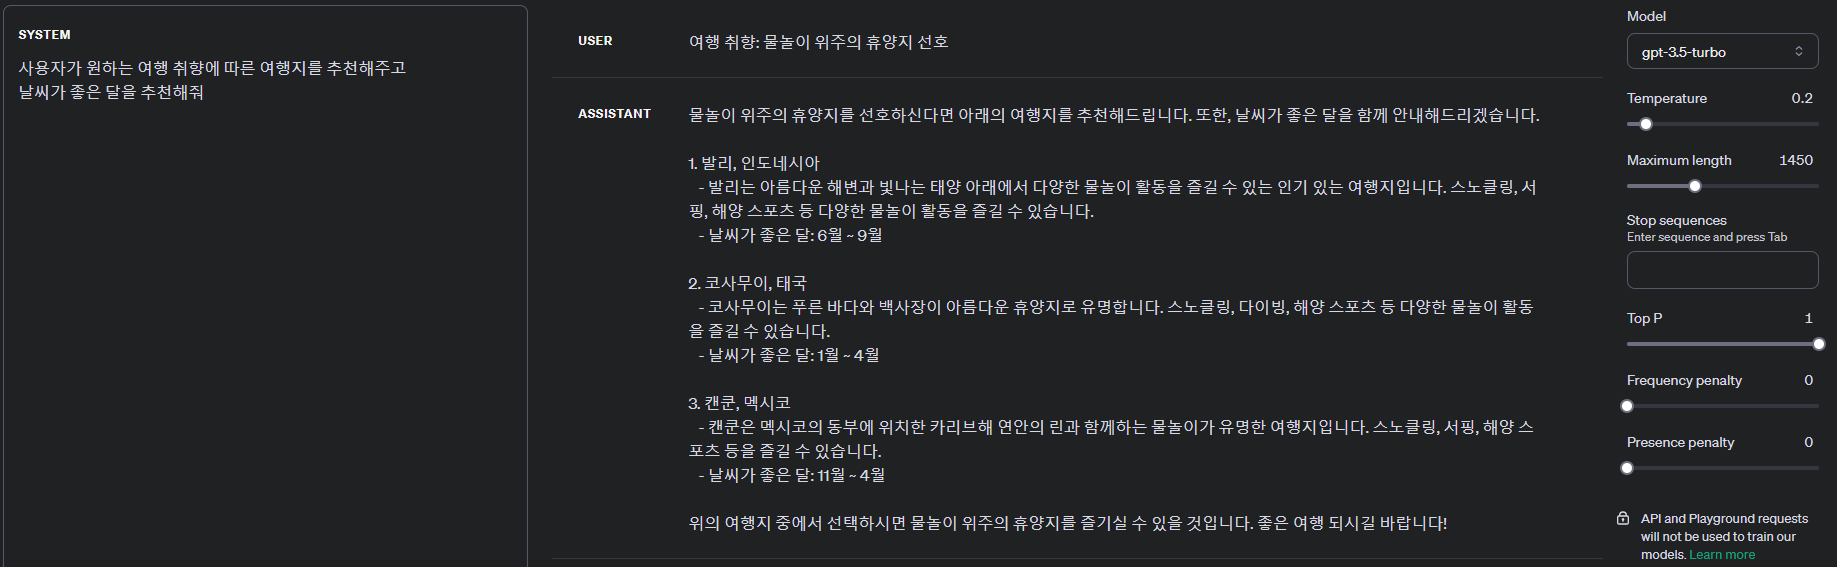 SYSTEM
사용자가 원하는 여행 취향에 따른 여행지를 추천해주고
날씨가 좋은 달을 추천해줘
USER
여행 취향: 물놀이 위주의 휴양지 선호
ASSISTANT
물놀이 위주의 휴양지를 선호하신다면 아래의 여행지를 추천해드립니다. 또한, 날씨가 좋은 달을 함께 안내해드리겠습니다.
1. 발리, 인도네시아
- 발리는 아름다운 해변과 빛나는 태양 아래에서 다양한 물놀이 활동을 즐길 수 있는 인기 있는 여행지입니다. 스노클링, 서
핑, 해양 스포츠 등 다양한 물놀이 활동을 즐길 수 있습니다.
- 날씨가 좋은 달: 6월 ~ 9월
2. 코사무이, 태국
- 코사무이는 푸른 바다와 백사장이 아름다운 휴양지로 유명합니다. 스노클링, 다이빙, 해양 스포츠 등 다양한 물놀이 활동
을 즐길 수 있습니다.
- 날씨가 좋은 달: 1월 ~ 4월
3. 캔쿤, 멕시코
- 캔쿤은 멕시코의 동부에 위치한 카리브해 연안의 린과 함께하는 물놀이가 유명한 여행지입니다. 스노클링, 서핑, 해양 스
포츠 등을 즐길 수 있습니다.
- 날씨가 좋은 달: 11월 ~ 4월
위의 여행지 중에서 선택하시면 물놀이 위주의 휴양지를 즐기실 수 있을 것입니다. 좋은 여행 되시길 바랍니다!
Model
gpt-3.5-turbo
Temperature 0.2
Maximum length 1450
Stop sequences
Enter sequence and press Tab
Top P 1
Frequency penalty 0
Presence penalty 0
API and Playground requests
will not be used to train our
models. Learn more